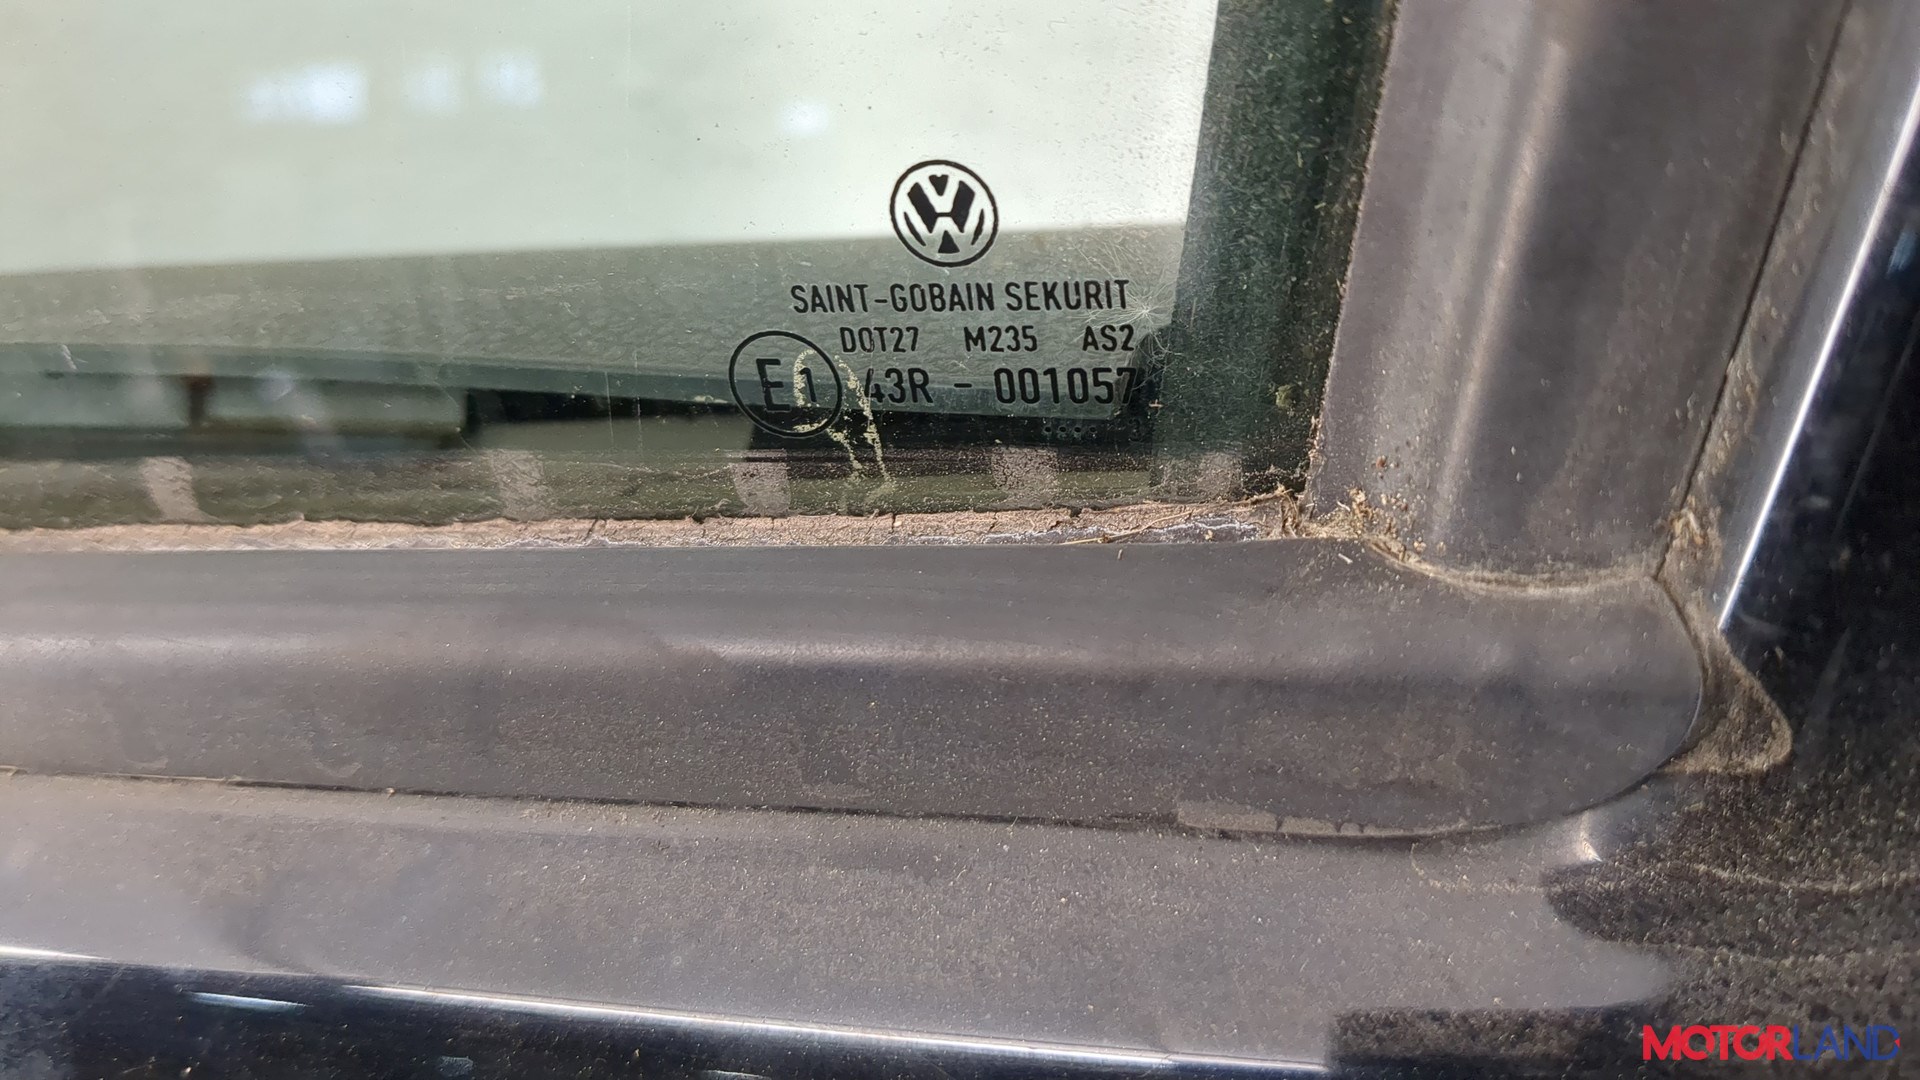 SAINT-GOBAIN SEKURIT
DOT27 M235 AS2
E1 43R - 001057
MOTORLAND